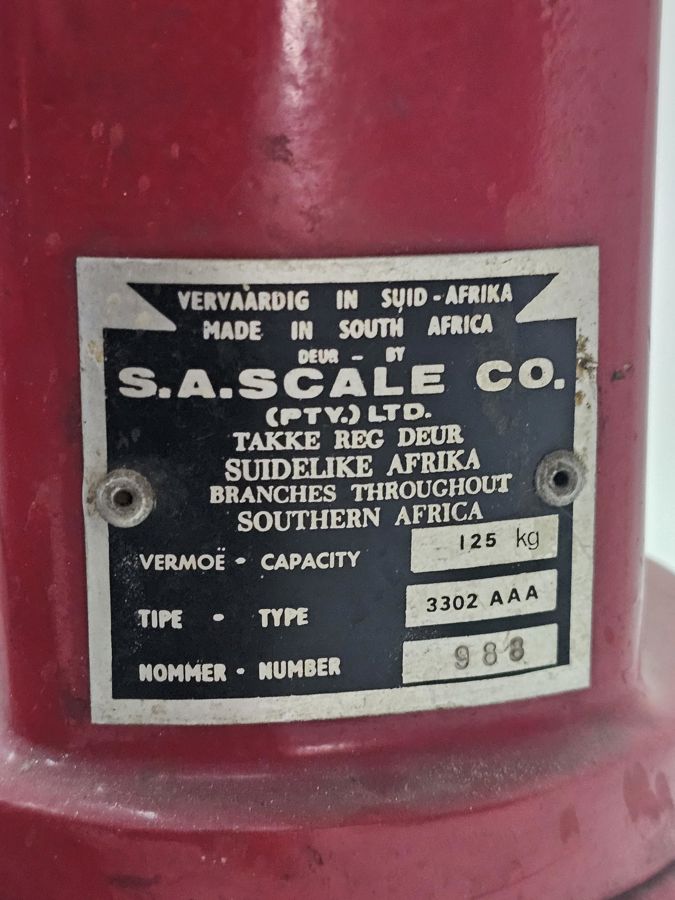 VERVAARDIG IN SUID-AFRIKA
MADE IN SOUTH AFRICA
DEUR - BY
S.A.SCALE CO.
(PTY.) LTD.
TAKKE REG DEUR
SUIDELIKE AFRIKA
BRANCHES THROUGHOUT
SOUTHERN AFRICA
VERMOË - CAPACITY 125 kg
TIPE - TYPE 3302 AAA
NOMMER - NUMBER 988